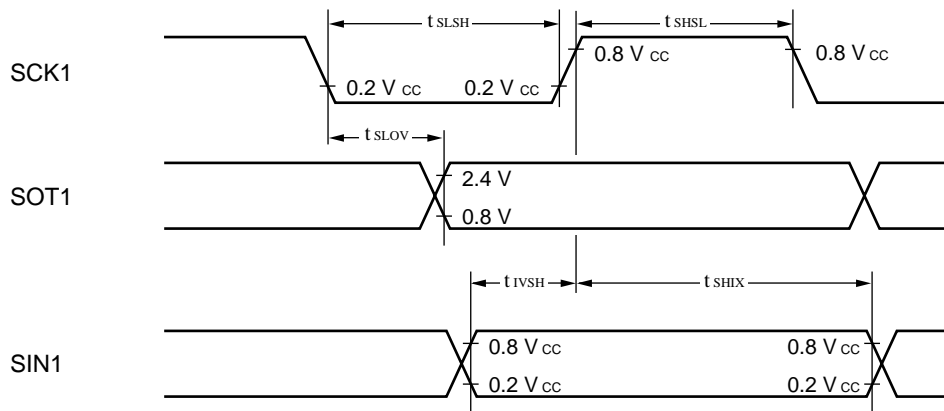 t SLSH t SHSL
SCK1
0.8 V CC 0.8 V CC
0.2 V CC 0.2 V CC
t SLOV
SOT1
2.4 V
0.8 V
t IVSH t SHIX
SIN1
0.8 V CC 0.8 V CC
0.2 V CC 0.2 V CC